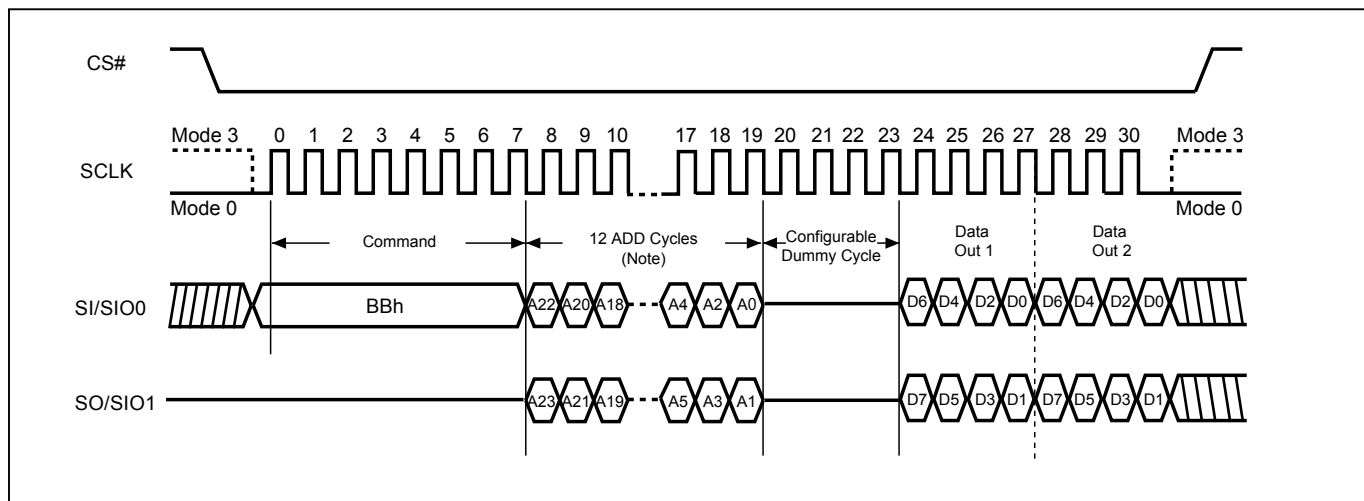 CS#
Mode 3 0 1 2 3 4 5 6 7 8 9 10 17 18 19 20 21 22 23 24 25 26 27 28 29 30 Mode 3
SCLK
Mode 0 Mode 0
Command 12 ADD Cycles (Note) Configurable Dummy Cycle Data Out 1 Data Out 2
SI/SIO0 BBh A22 A20 A18 A4 A2 A0 D6 D4 D2 D0 D6 D4 D2 D0
SO/SIO1 A23 A21 A19 A5 A3 A1 D7 D5 D3 D1 D7 D5 D3 D1